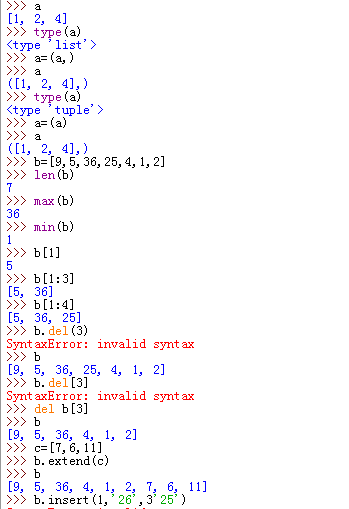 >>> a
[1, 2, 4]
>>> type(a)
<type 'list'>
>>> a=(a,)
>>> a
([1, 2, 4],)
>>> type(a)
<type 'tuple'>
>>> a=(a)
>>> a
([1, 2, 4],)
>>> b=[9,5,36,25,4,1,2]
>>> len(b)
7
>>> max(b)
36
>>> min(b)
1
>>> b[1]
5
>>> b[1:3]
[5, 36]
>>> b[1:4]
[5, 36, 25]
>>> b.del(3)
SyntaxError: invalid syntax
>>> b
[9, 5, 36, 25, 4, 1, 2]
>>> b.del[3]
SyntaxError: invalid syntax
>>> del b[3]
>>> b
[9, 5, 36, 4, 1, 2]
>>> c=[7,6,11]
>>> b.extend(c)
>>> b
[9, 5, 36, 4, 1, 2, 7, 6, 11]
>>> b.insert(1,'26',3'25')